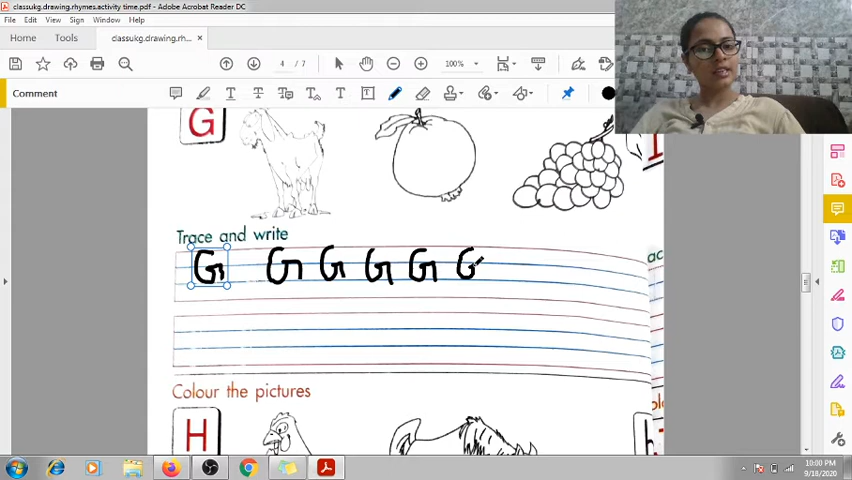 classukg.drawing.rhymes.activity time.pdf - Adobe Acrobat Reader DC
File Edit View Sign Window Help
Home Tools classukg.drawing.rh... ×
4 / 7 100%
Comment
G
Trace and write
G G G G G G
Colour the pictures
H
10:00 PM
9/18/2020